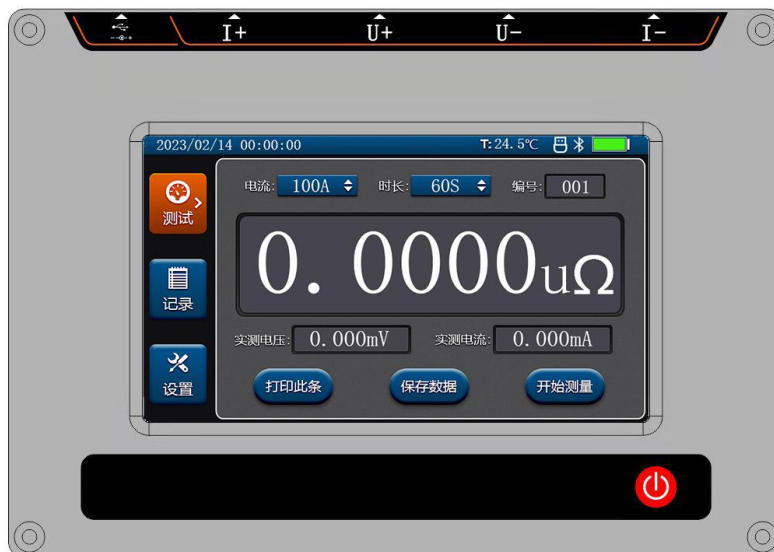 I+ U+ U- I-
2023/02/14 00:00:00 T:24.5℃
电流: 100A 时长: 60S 编号: 001
测试
0.0000uΩ
记录
实测电压: 0.000mV 实测电流: 0.000mA
设置
打印此条 保存数据 开始测量